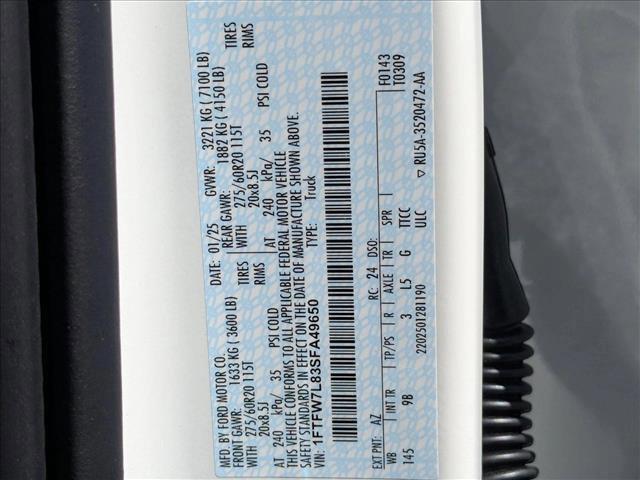 MFD. BY FORD MOTOR CO.
DATE: 01/25 GVWR: 3221 KG ( 7100 LB)
FRONT GAWR: 1633 KG ( 3600 LB) REAR GAWR: 1882 KG ( 4150 LB)
WITH 275/60R20 115T TIRES WITH 275/60R20 115T TIRES
20x8.5J RIMS 20x8.5J RIMS
AT 240 kPa/ 35 PSI COLD AT 240 kPa/ 35 PSI COLD
THIS VEHICLE CONFORMS TO ALL APPLICABLE FEDERAL MOTOR VEHICLE
SAFETY STANDARDS IN EFFECT ON THE DATE OF MANUFACTURE SHOWN ABOVE.
VIN: 1FTFW7L83SFA49650 TYPE: Truck
F0143
T0309
EXT PNT: AZ RC: 24 DSO:
WB INT TR TP/PS R AXLE TR SPR
145 9B 3 L5 G TTCC
ULC
2202501281190
▽ RU5A-3520472-AA